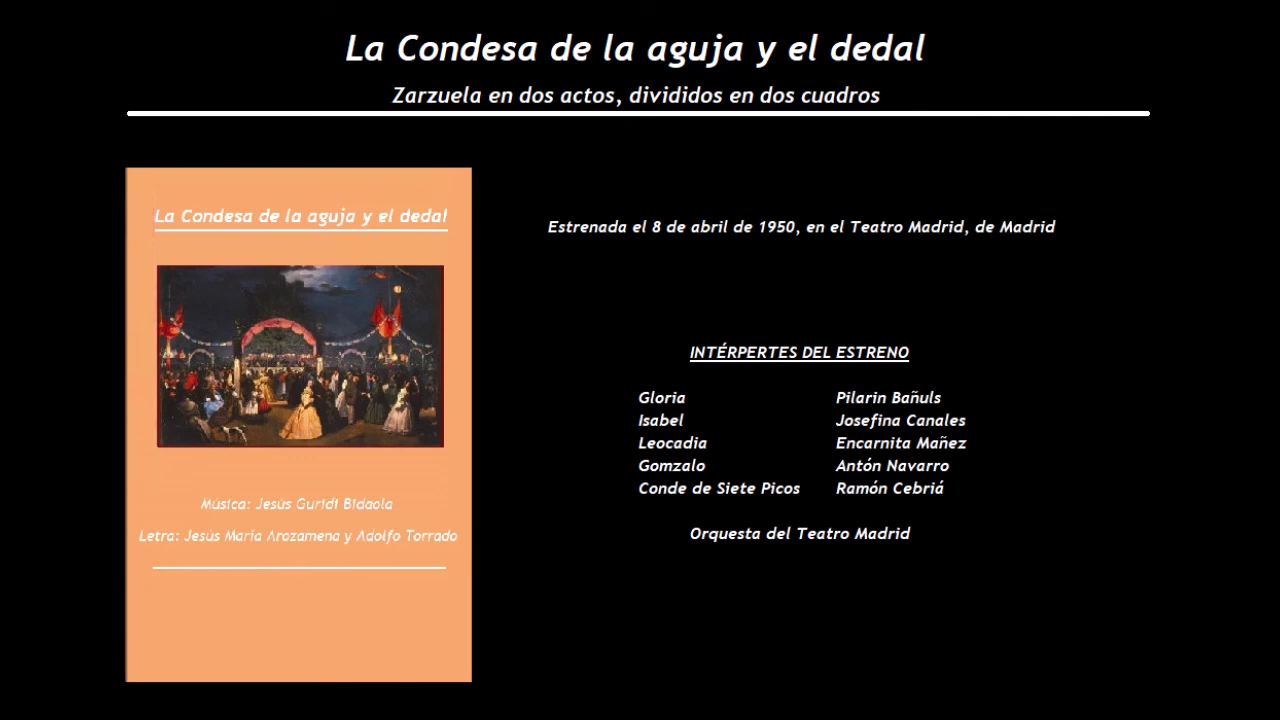 La Condesa de la aguja y el dedal
Zarzuela en dos actos, divididos en dos cuadros
La Condesa de la aguja y el dedal
Música: Jesús Guridi Bidaola
Letra: Jesús Maria Arozamena y Adolfo Torrado
Estrenada el 8 de abril de 1950, en el Teatro Madrid, de Madrid
INTÉRPERTES DEL ESTRENO
Gloria Pilarin Bañuls
Isabel Josefina Canales
Leocadia Encarnita Mañez
Gomzalo Antón Navarro
Conde de Siete Picos Ramón Cebriá
Orquesta del Teatro Madrid